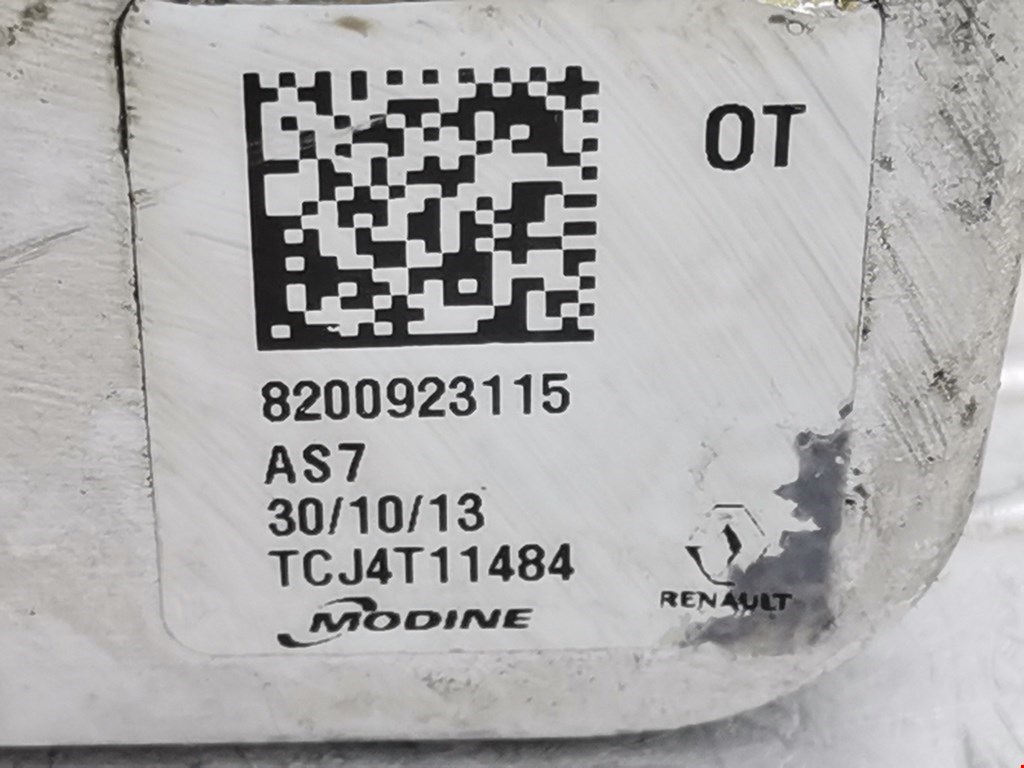 OT
8200923115
AS7
30/10/13
TCJ4T11484
MODINE
RENAULT